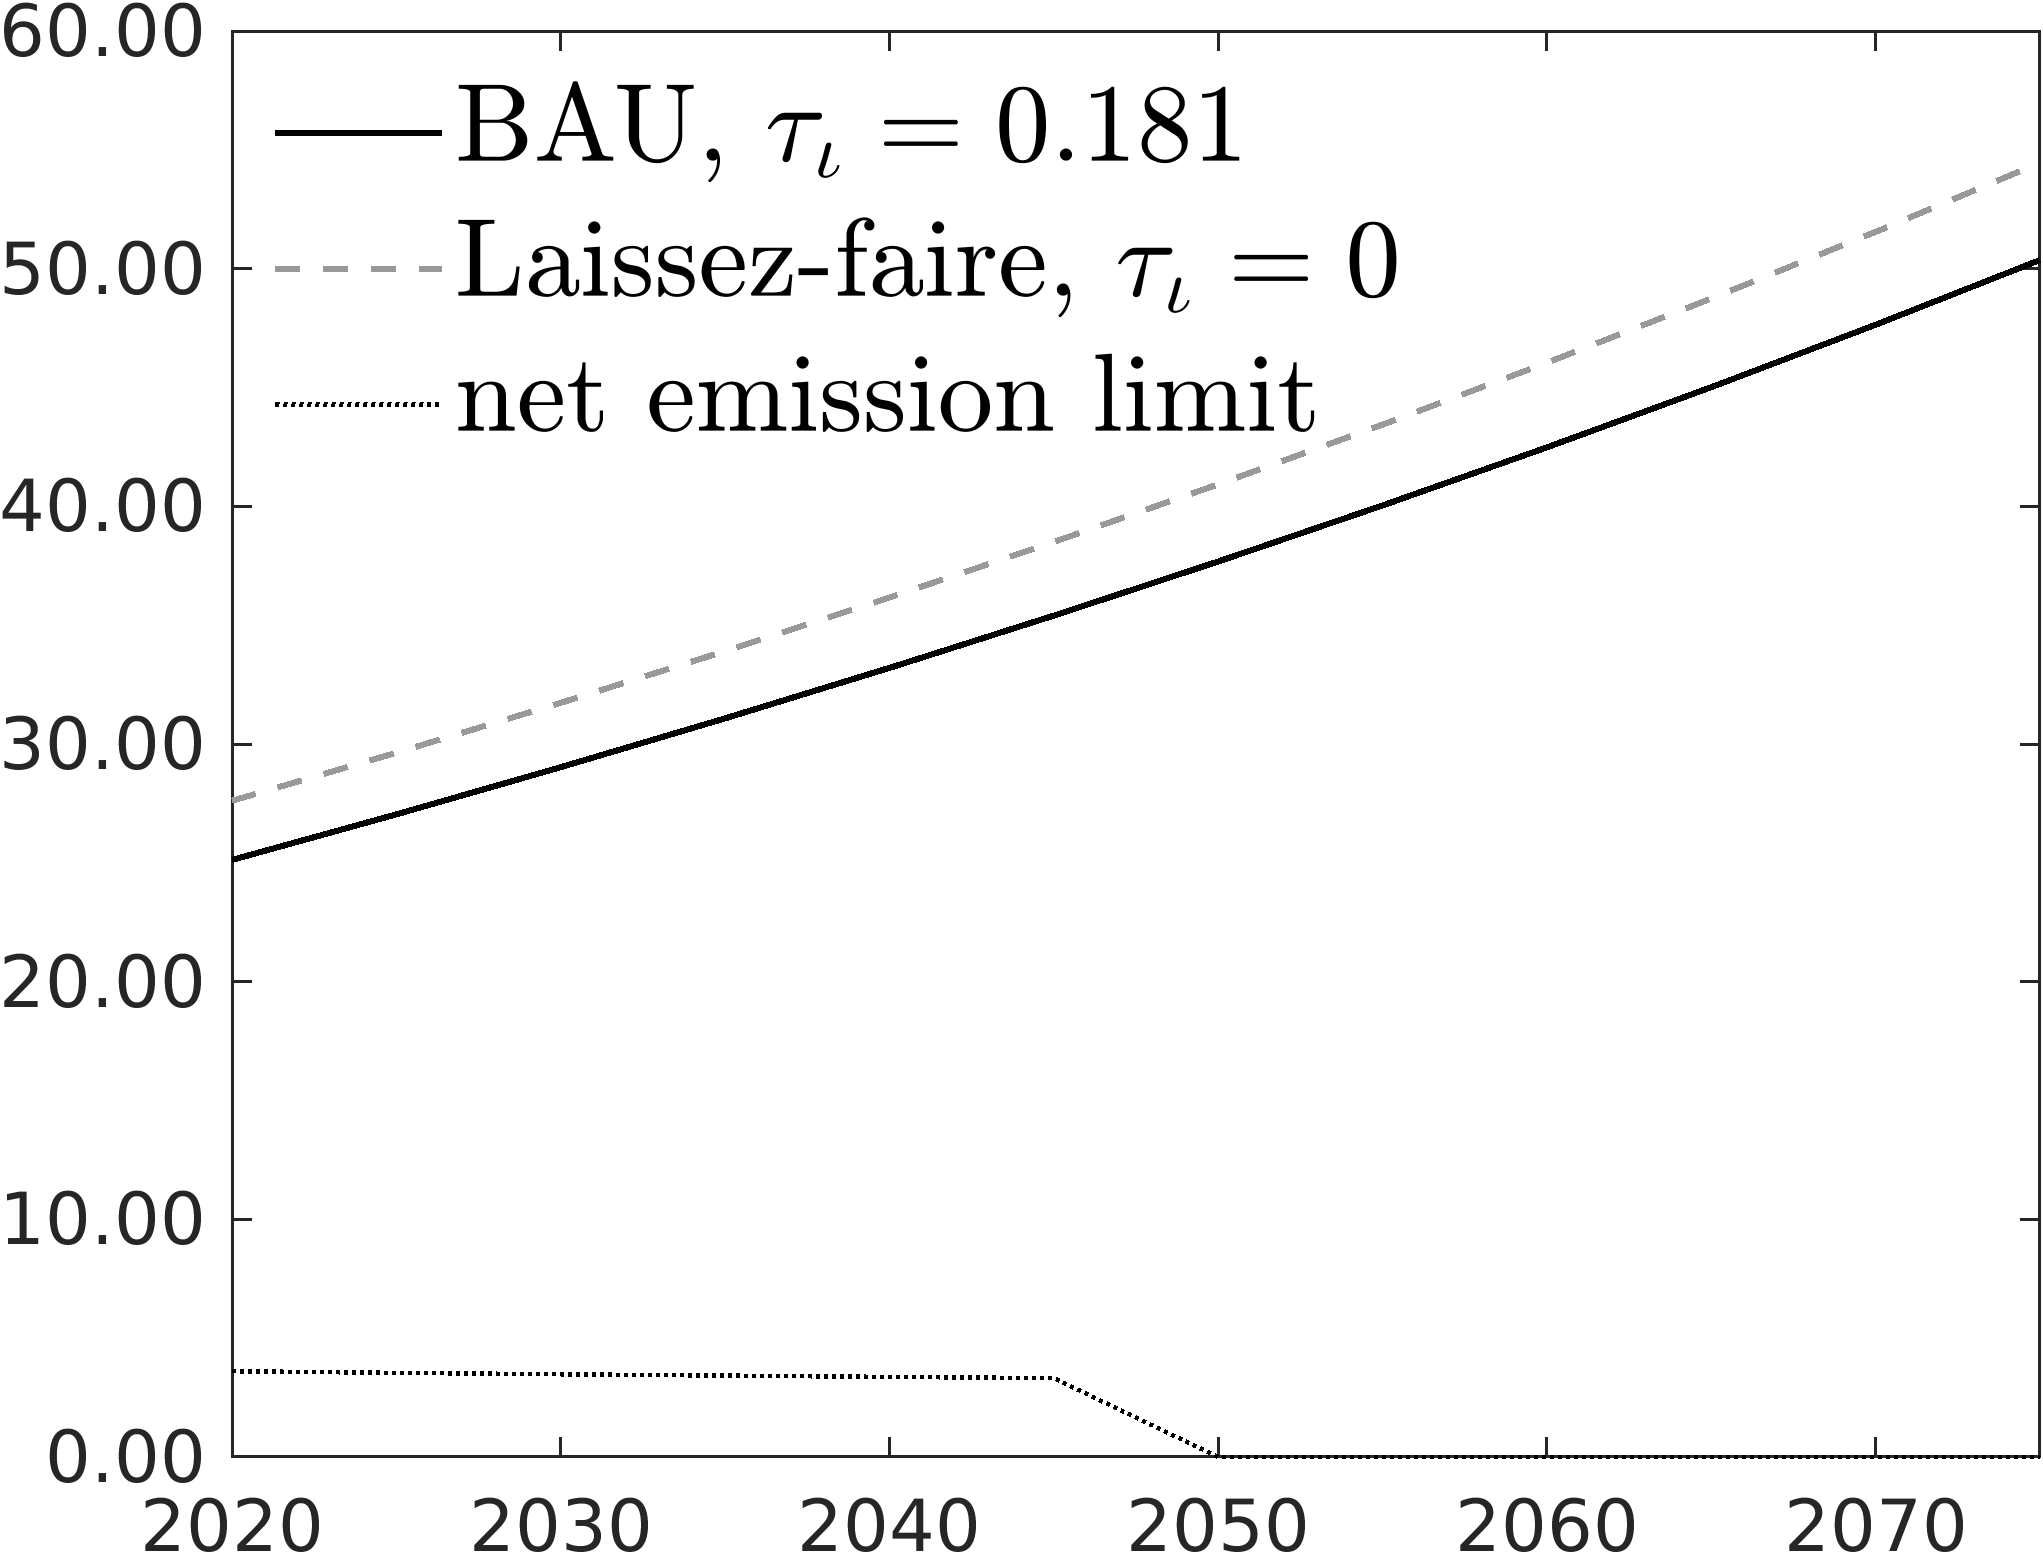 60.00
BAU, τι = 0.181
50.00
Laissez-faire, τι = 0
net emission limit
40.00
30.00
20.00
10.00
0.00
2020 2030 2040 2050 2060 2070